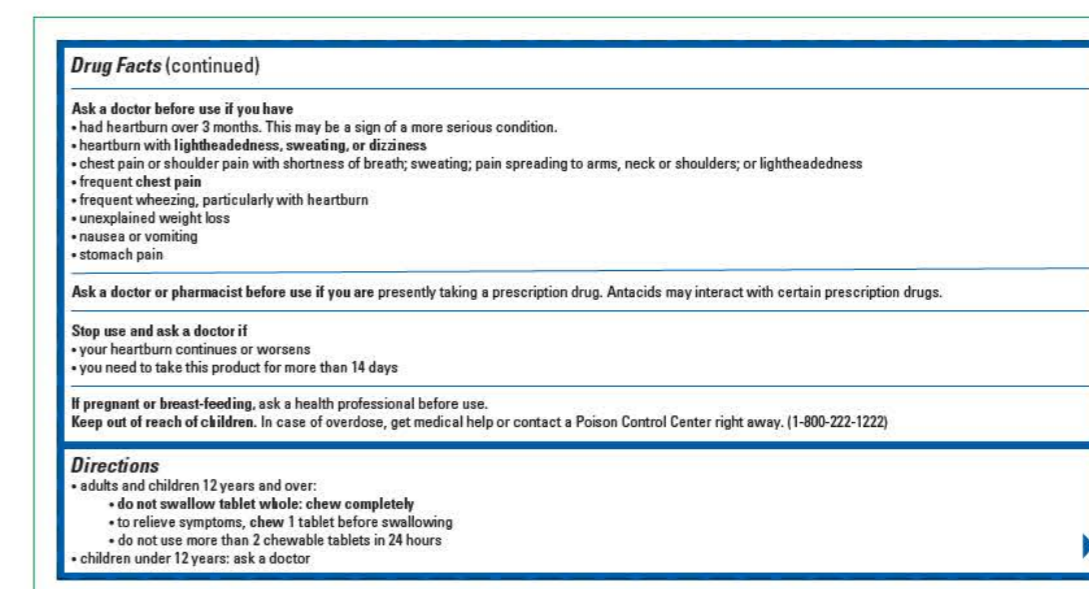 Drug Facts (continued)
Ask a doctor before use if you have
• had heartburn over 3 months. This may be a sign of a more serious condition.
• heartburn with lightheadedness, sweating, or dizziness
• chest pain or shoulder pain with shortness of breath; sweating; pain spreading to arms, neck or shoulders; or lightheadedness
• frequent chest pain
• frequent wheezing, particularly with heartburn
• unexplained weight loss
• nausea or vomiting
• stomach pain
Ask a doctor or pharmacist before use if you are presently taking a prescription drug. Antacids may interact with certain prescription drugs.
Stop use and ask a doctor if
• your heartburn continues or worsens
• you need to take this product for more than 14 days
If pregnant or breast-feeding, ask a health professional before use.
Keep out of reach of children. In case of overdose, get medical help or contact a Poison Control Center right away. (1-800-222-1222)
Directions
• adults and children 12 years and over:
• do not swallow tablet whole: chew completely
• to relieve symptoms, chew 1 tablet before swallowing
• do not use more than 2 chewable tablets in 24 hours
• children under 12 years: ask a doctor